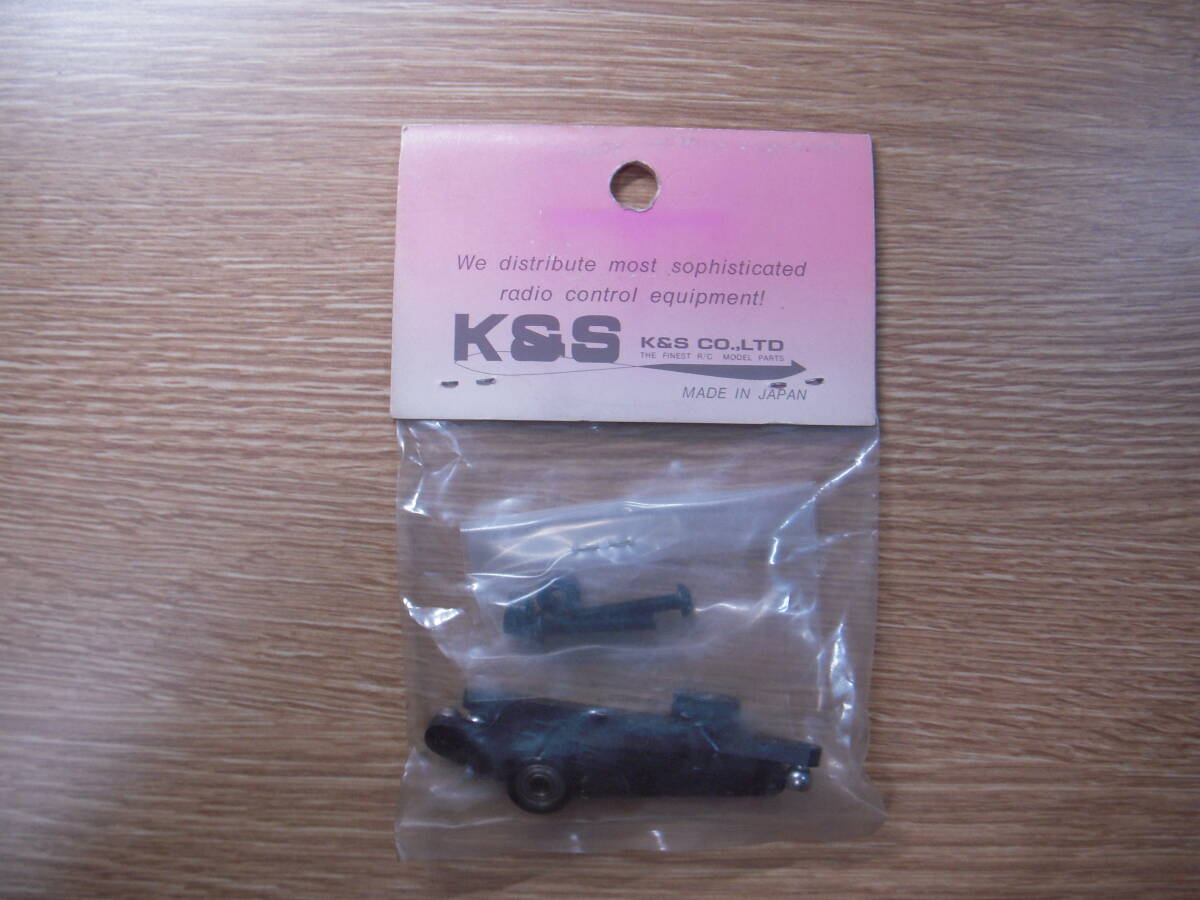 We distribute most sophisticated
radio control equipment!
K&S K&S CO.,LTD
THE FINEST R/C MODEL PARTS
MADE IN JAPAN